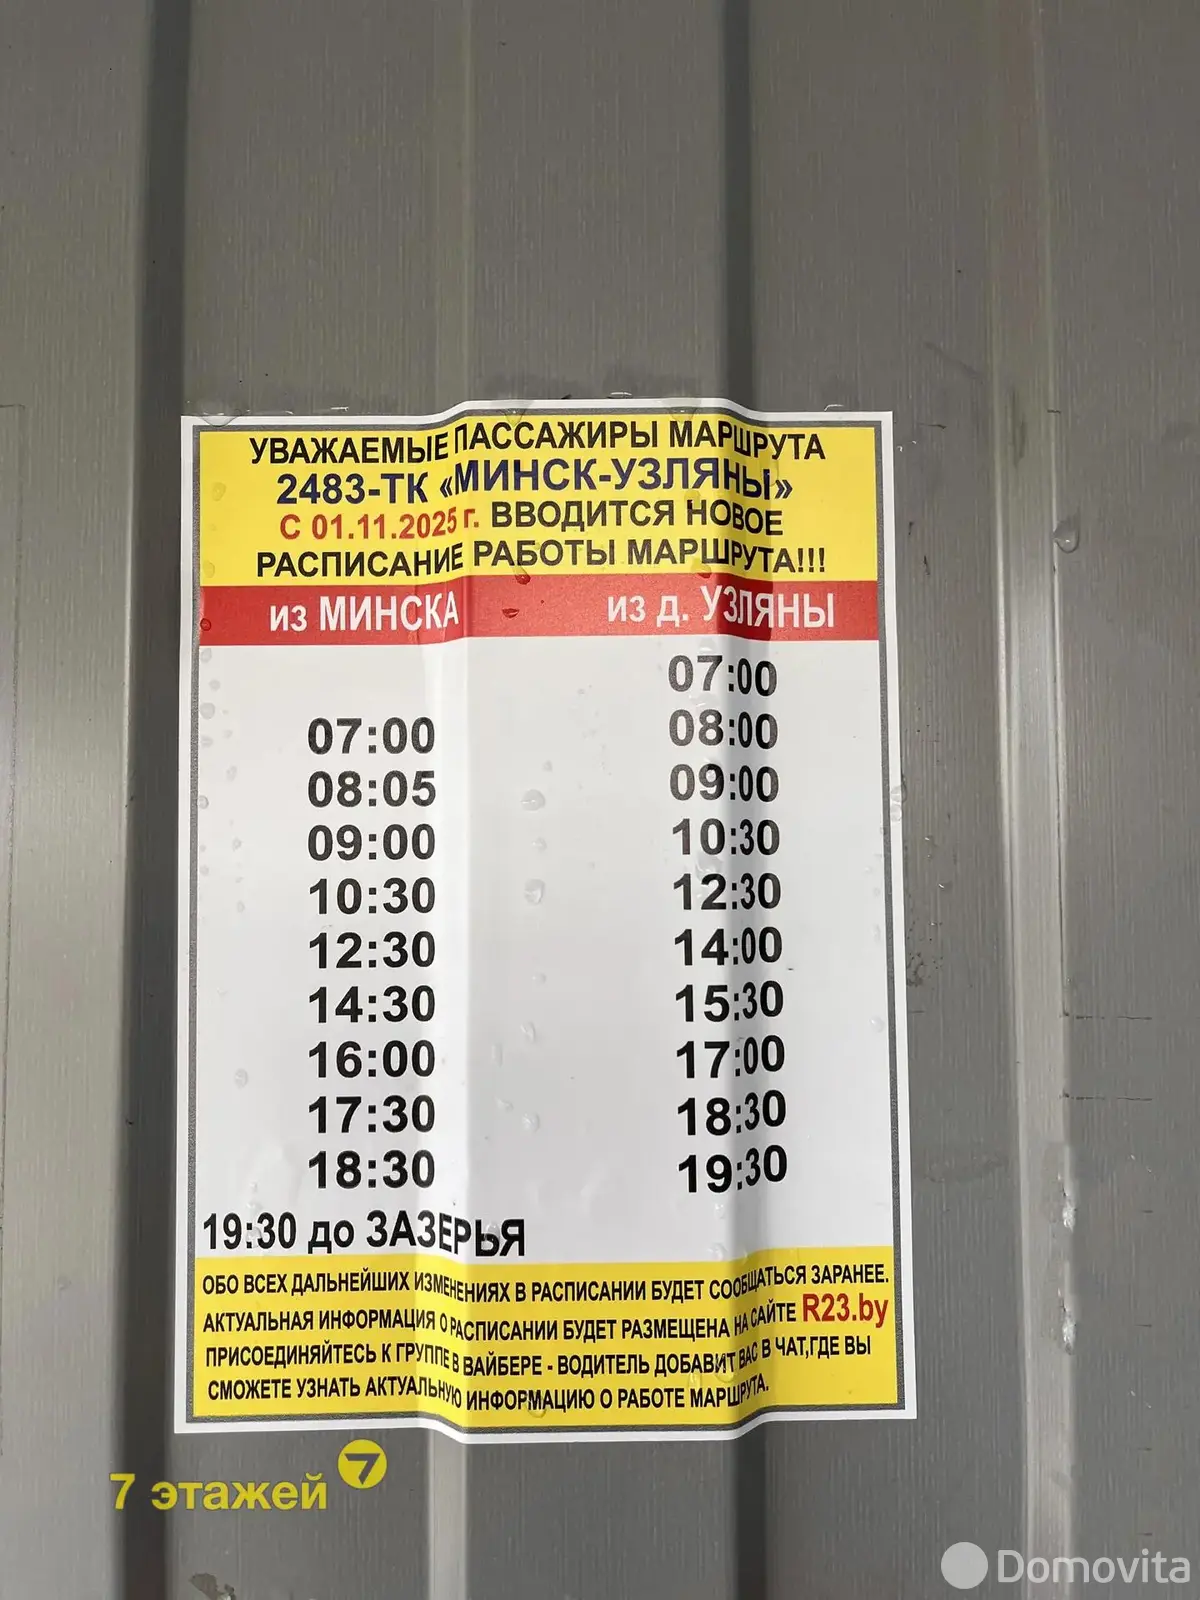 УВАЖАЕМЫЕ ПАССАЖИРЫ МАРШРУТА
2483-ТК «МИНСК-УЗЛЯНЫ»
С 01.11.2025 г. ВВОДИТСЯ НОВОЕ
РАСПИСАНИЕ РАБОТЫ МАРШРУТА!!!
из МИНСКА из д. УЗЛЯНЫ
07:00
07:00 08:00
08:05 09:00
09:00 10:30
10:30 12:30
12:30 14:00
14:30 15:30
16:00 17:00
17:30 18:30
18:30 19:30
19:30 до ЗАЗЕРЬЯ
ОБО ВСЕХ ДАЛЬНЕЙШИХ ИЗМЕНЕНИЯХ В РАСПИСАНИИ БУДЕТ СООБЩАТЬСЯ ЗАРАНЕЕ.
АКТУАЛЬНАЯ ИНФОРМАЦИЯ О РАСПИСАНИИ БУДЕТ РАЗМЕЩЕНА НА САЙТЕ R23.by
ПРИСОЕДИНЯЙТЕСЬ К ГРУППЕ В ВАЙБЕРЕ - ВОДИТЕЛЬ ДОБАВИТ ВАС В ЧАТ,ГДЕ ВЫ
СМОЖЕТЕ УЗНАТЬ АКТУАЛЬНУЮ ИНФОРМАЦИЮ О РАБОТЕ МАРШРУТА.
7 этажей 7
Domovita